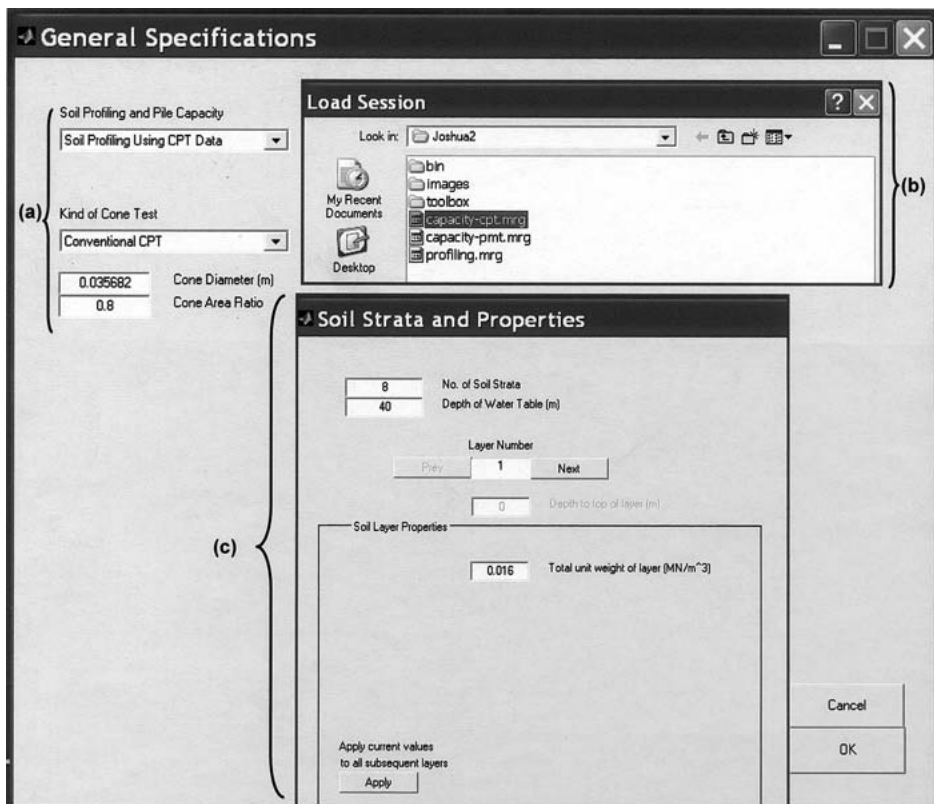 General Specifications
(a)
Soil Profiling and Pile Capacity
Soil Profiling Using CPT Data
Kind of Cone Test
Conventional CPT
0.035682 Cone Diameter (m)
0.8 Cone Area Ratio
(b)
Load Session
?
Look in: Joshua2
My Recent
Documents
Desktop
bin
images
toolbox
capacity-cpt.mrg
capacity-pmt.mrg
profiling.mrg
(c)
Soil Strata and Properties
8 No. of Soil Strata
40 Depth of Water Table (m)
Layer Number
Prev 1 Next
0 Depth to top of layer (m)
Soil Layer Properties
0.016 Total unit weight of layer (MN/m^3)
Apply current values
to all subsequent layers
Apply
Cancel
OK